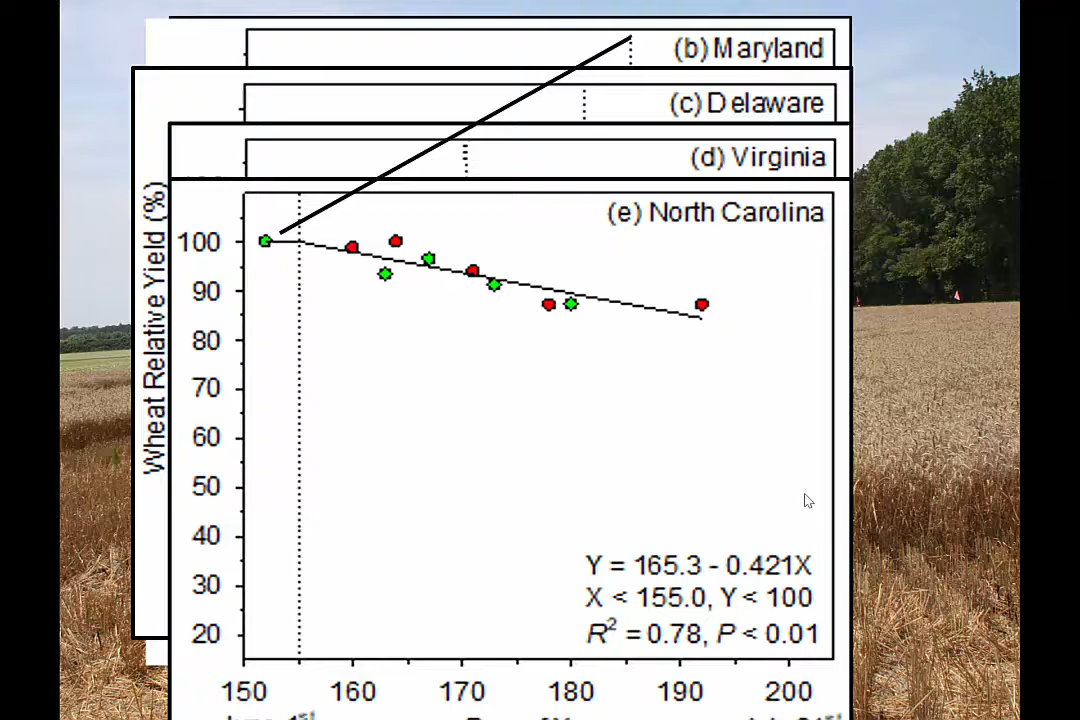 (b) Maryland
(c) Delaware
(d) Virginia
(e) North Carolina
Wheat Relative Yield (%)
100
90
80
70
60
50
40
30
20
Y = 165.3 - 0.421X
X < 155.0, Y < 100
R² = 0.78, P < 0.01
150 160 170 180 190 200